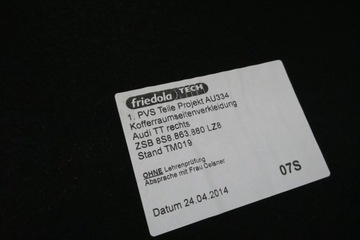 friedola TECH
1. PVS Teile Projekt AU334
Kofferraumseitenverkleidung
Audi TT rechts
ZSB 8S8.863.880 LZ8
Stand TM019
OHNE Lehrenprüfung
Absprache mit Frau Deisner
07S
Datum 24.04.2014